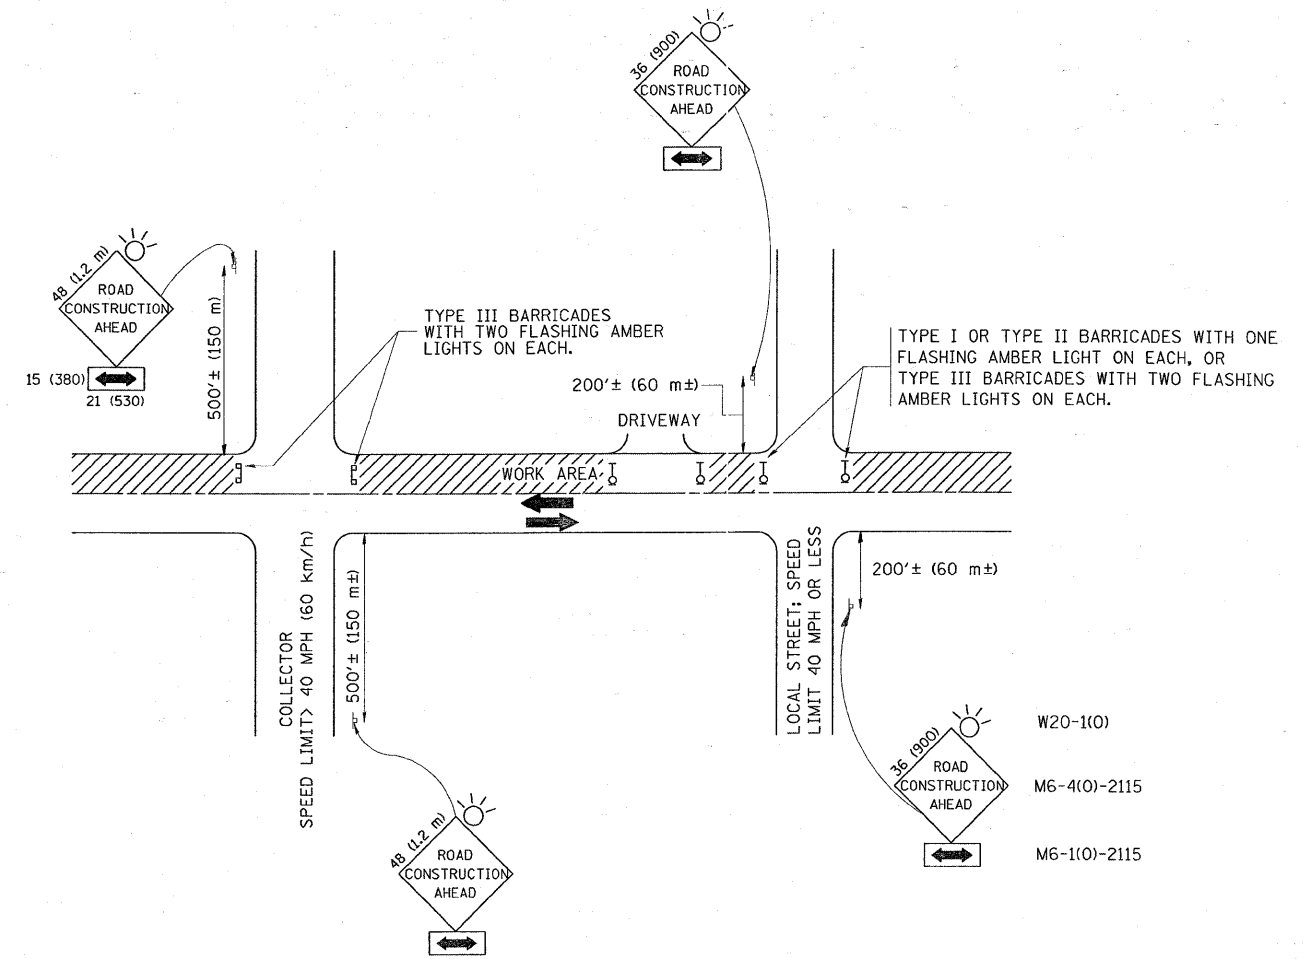 36 (900)
ROAD
CONSTRUCTION
AHEAD
48 (1.2 m)
ROAD
CONSTRUCTION
AHEAD
15 (380)
21 (530)
500'± (150 m)
TYPE III BARRICADES
WITH TWO FLASHING AMBER
LIGHTS ON EACH.
200'± (60 m±)
DRIVEWAY
TYPE I OR TYPE II BARRICADES WITH ONE
FLASHING AMBER LIGHT ON EACH, OR
TYPE III BARRICADES WITH TWO FLASHING
AMBER LIGHTS ON EACH.
WORK AREA
COLLECTOR
SPEED LIMIT> 40 MPH (60 km/h)
500'± (150 m±)
LOCAL STREET; SPEED
LIMIT 40 MPH OR LESS
200'± (60 m±)
36 (900)
ROAD
CONSTRUCTION
AHEAD
W20-1(O)
M6-4(O)-2115
M6-1(O)-2115
48 (1.2 m)
ROAD
CONSTRUCTION
AHEAD